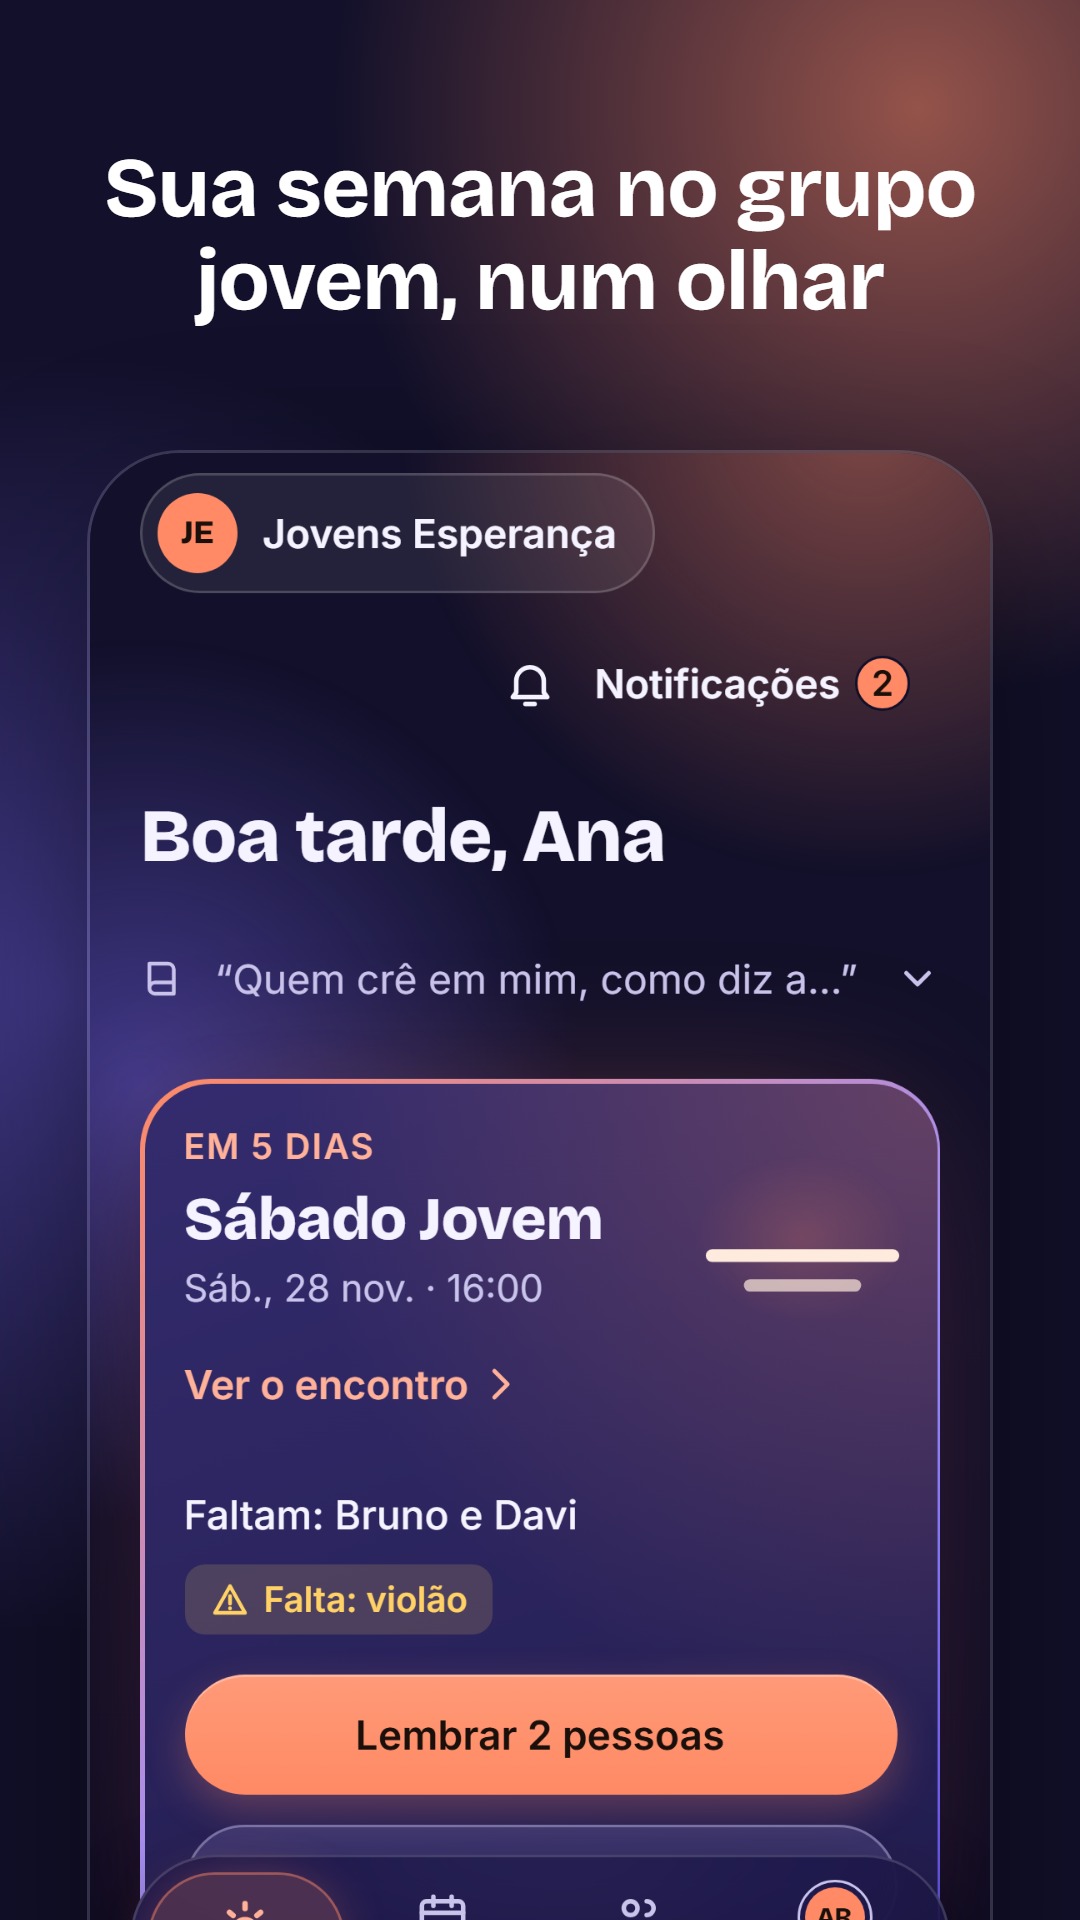 Sua semana no grupo
jovem, num olhar
JE Jovens Esperança
Notificações 2
Boa tarde, Ana
“Quem crê em mim, como diz a...”
EM 5 DIAS
Sábado Jovem
Sáb., 28 nov. · 16:00
Ver o encontro
Faltam: Bruno e Davi
Falta: violão
Lembrar 2 pessoas